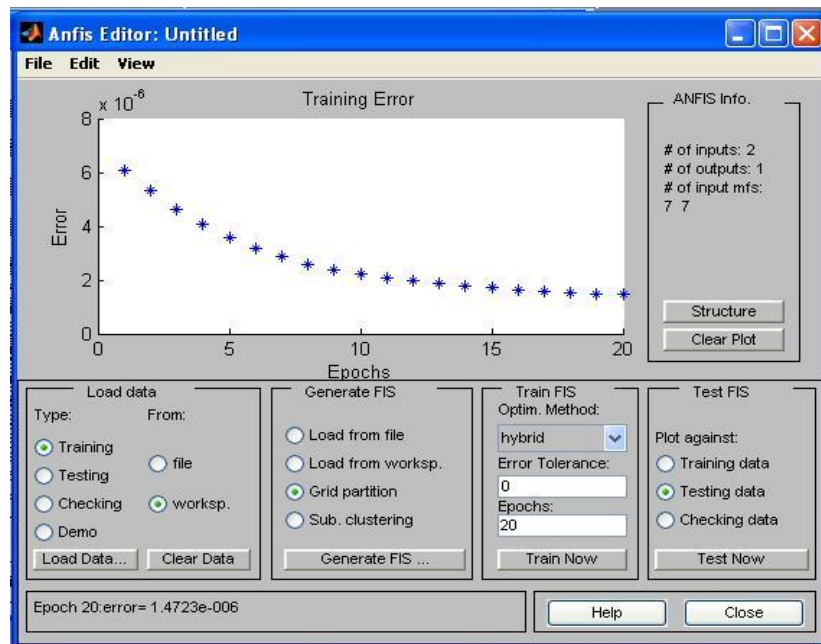 Anfis Editor: Untitled
File Edit View
x 10^-6
Training Error
8
6
4
2
0
Error
0 5 10 15 20
Epochs
ANFIS Info.
# of inputs: 2
# of outputs: 1
# of input mfs:
7 7
Structure
Clear Plot
Load data
Type: From:
Training
Testing
Checking
Demo
file
worksp.
Load Data...
Clear Data
Generate FIS
Load from file
Load from worksp.
Grid partition
Sub. clustering
Generate FIS ...
Train FIS
Optim. Method:
hybrid
Error Tolerance:
0
Epochs:
20
Train Now
Test FIS
Plot against:
Training data
Testing data
Checking data
Test Now
Epoch 20:error= 1.4723e-006
Help
Close